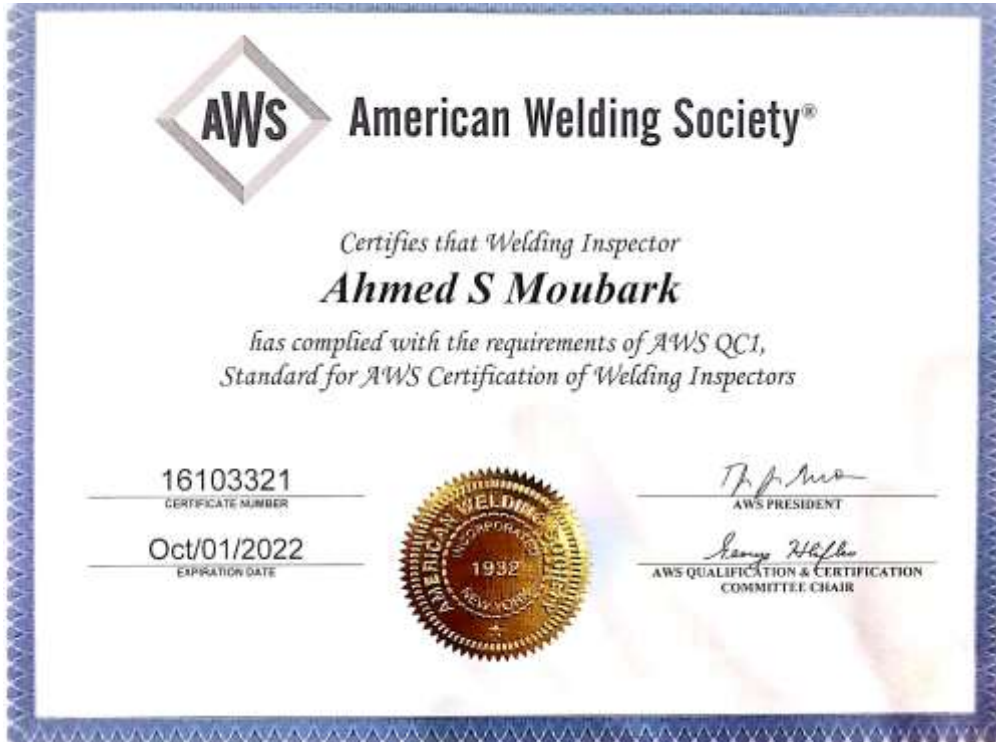 AWS
American Welding Society®
Certifies that Welding Inspector
Ahmed S Moubark
has complied with the requirements of AWS QC1,
Standard for AWS Certification of Welding Inspectors
16103321
CERTIFICATE NUMBER
Oct/01/2022
EXPIRATION DATE
AMERICAN WELDING SOCIETY
INCORPORATED
1932
NEW YORK
AWS PRESIDENT
AWS QUALIFICATION & CERTIFICATION
COMMITTEE CHAIR